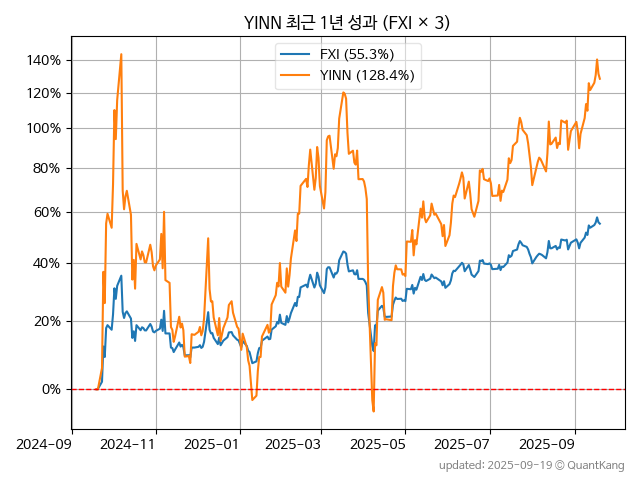 YINN 최근 1년 성과 (FXI × 3)
FXI (55.3%)
YINN (128.4%)
140%
120%
100%
80%
60%
40%
20%
0%
2024-09 2024-11 2025-01 2025-03 2025-05 2025-07 2025-09
updated: 2025-09-19 © QuantKang